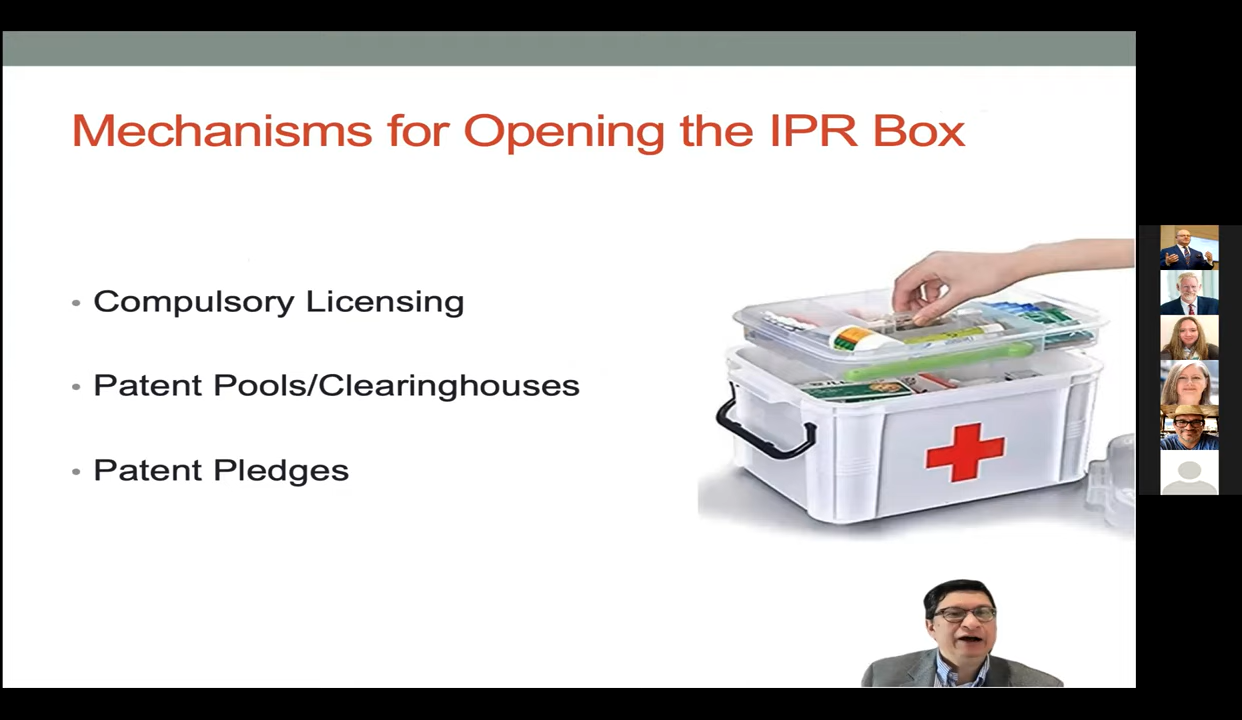 Mechanisms for Opening the IPR Box
• Compulsory Licensing
• Patent Pools/Clearinghouses
• Patent Pledges